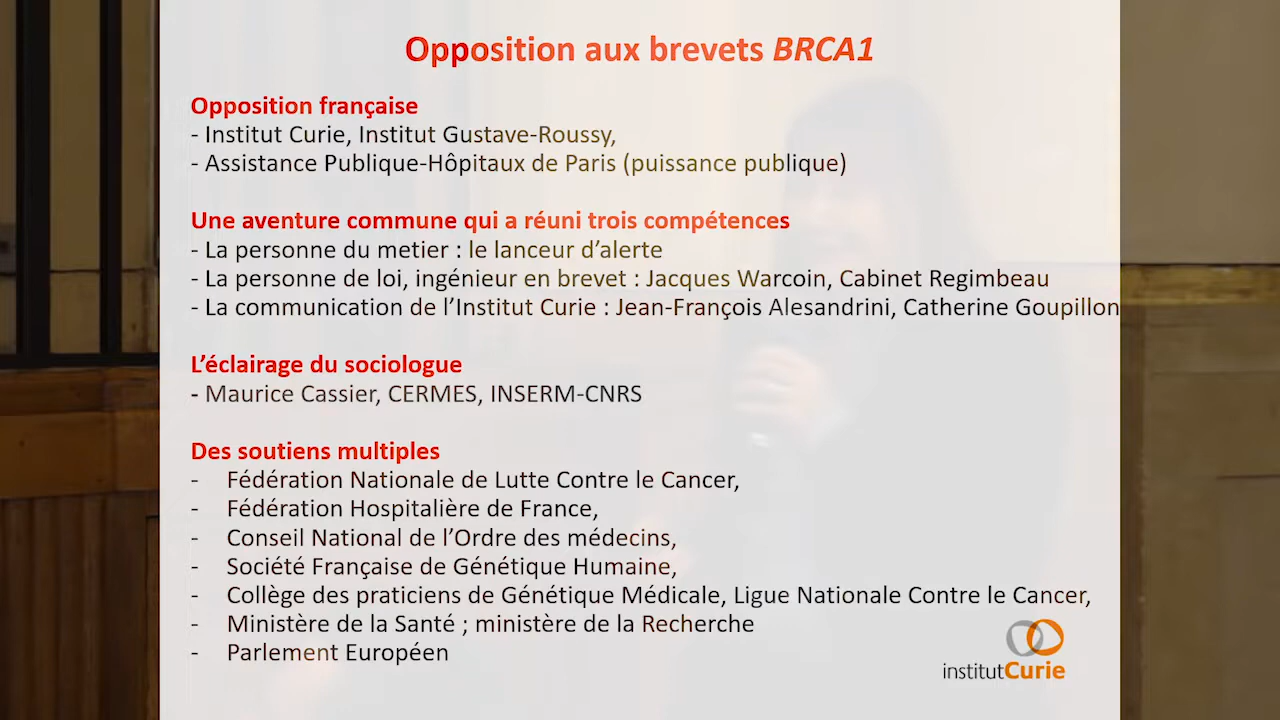 Opposition aux brevets BRCA1
Opposition française
- Institut Curie, Institut Gustave-Roussy,
- Assistance Publique-Hôpitaux de Paris (puissance publique)
Une aventure commune qui a réuni trois compétences
- La personne du metier : le lanceur d’alerte
- La personne de loi, ingénieur en brevet : Jacques Warcoin, Cabinet Regimbeau
- La communication de l’Institut Curie : Jean-François Alesandrini, Catherine Goupillon
L’éclairage du sociologue
- Maurice Cassier, CERMES, INSERM-CNRS
Des soutiens multiples
- Fédération Nationale de Lutte Contre le Cancer,
- Fédération Hospitalière de France,
- Conseil National de l’Ordre des médecins,
- Société Française de Génétique Humaine,
- Collège des praticiens de Génétique Médicale, Ligue Nationale Contre le Cancer,
- Ministère de la Santé ; ministère de la Recherche
- Parlement Européen
institutCurie